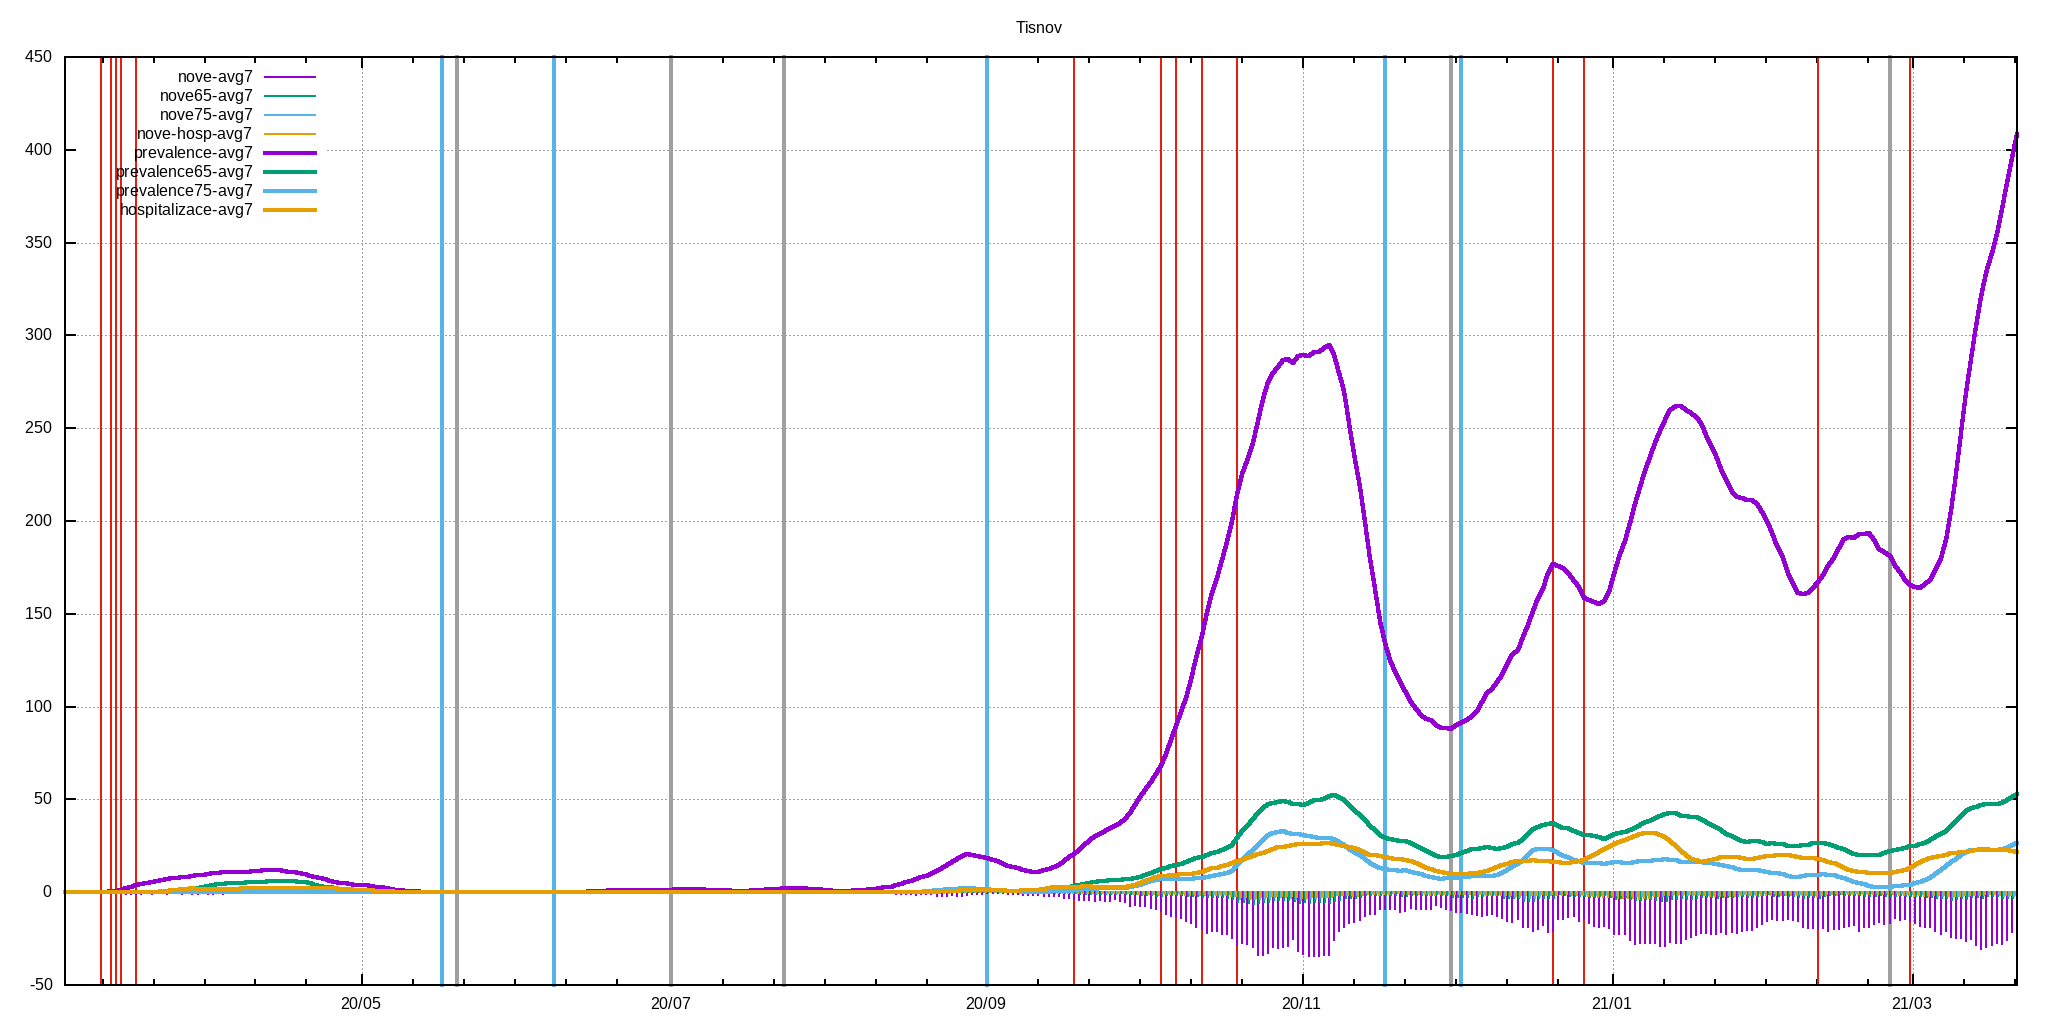 Tisnov
450
400
350
300
250
200
150
100
50
0
-50
nove-avg7
nove65-avg7
nove75-avg7
nove-hosp-avg7
prevalence-avg7
prevalence65-avg7
prevalence75-avg7
hospitalizace-avg7
20/05 20/07 20/09 20/11 21/01 21/03